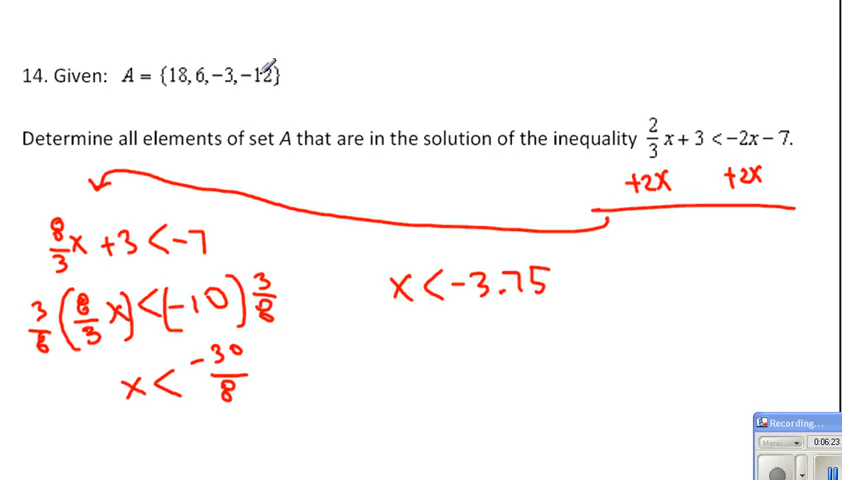 14. Given: A = {18, 6, −3, −12}
Determine all elements of set A that are in the solution of the inequality 2/3 x + 3 < −2x − 7.
+2x +2x
8/3 x + 3 < −7
3/8 (8/3 x) < (−10) 3/8
x < −30/8
x < −3.75
Recording...
Menu
0:06:23